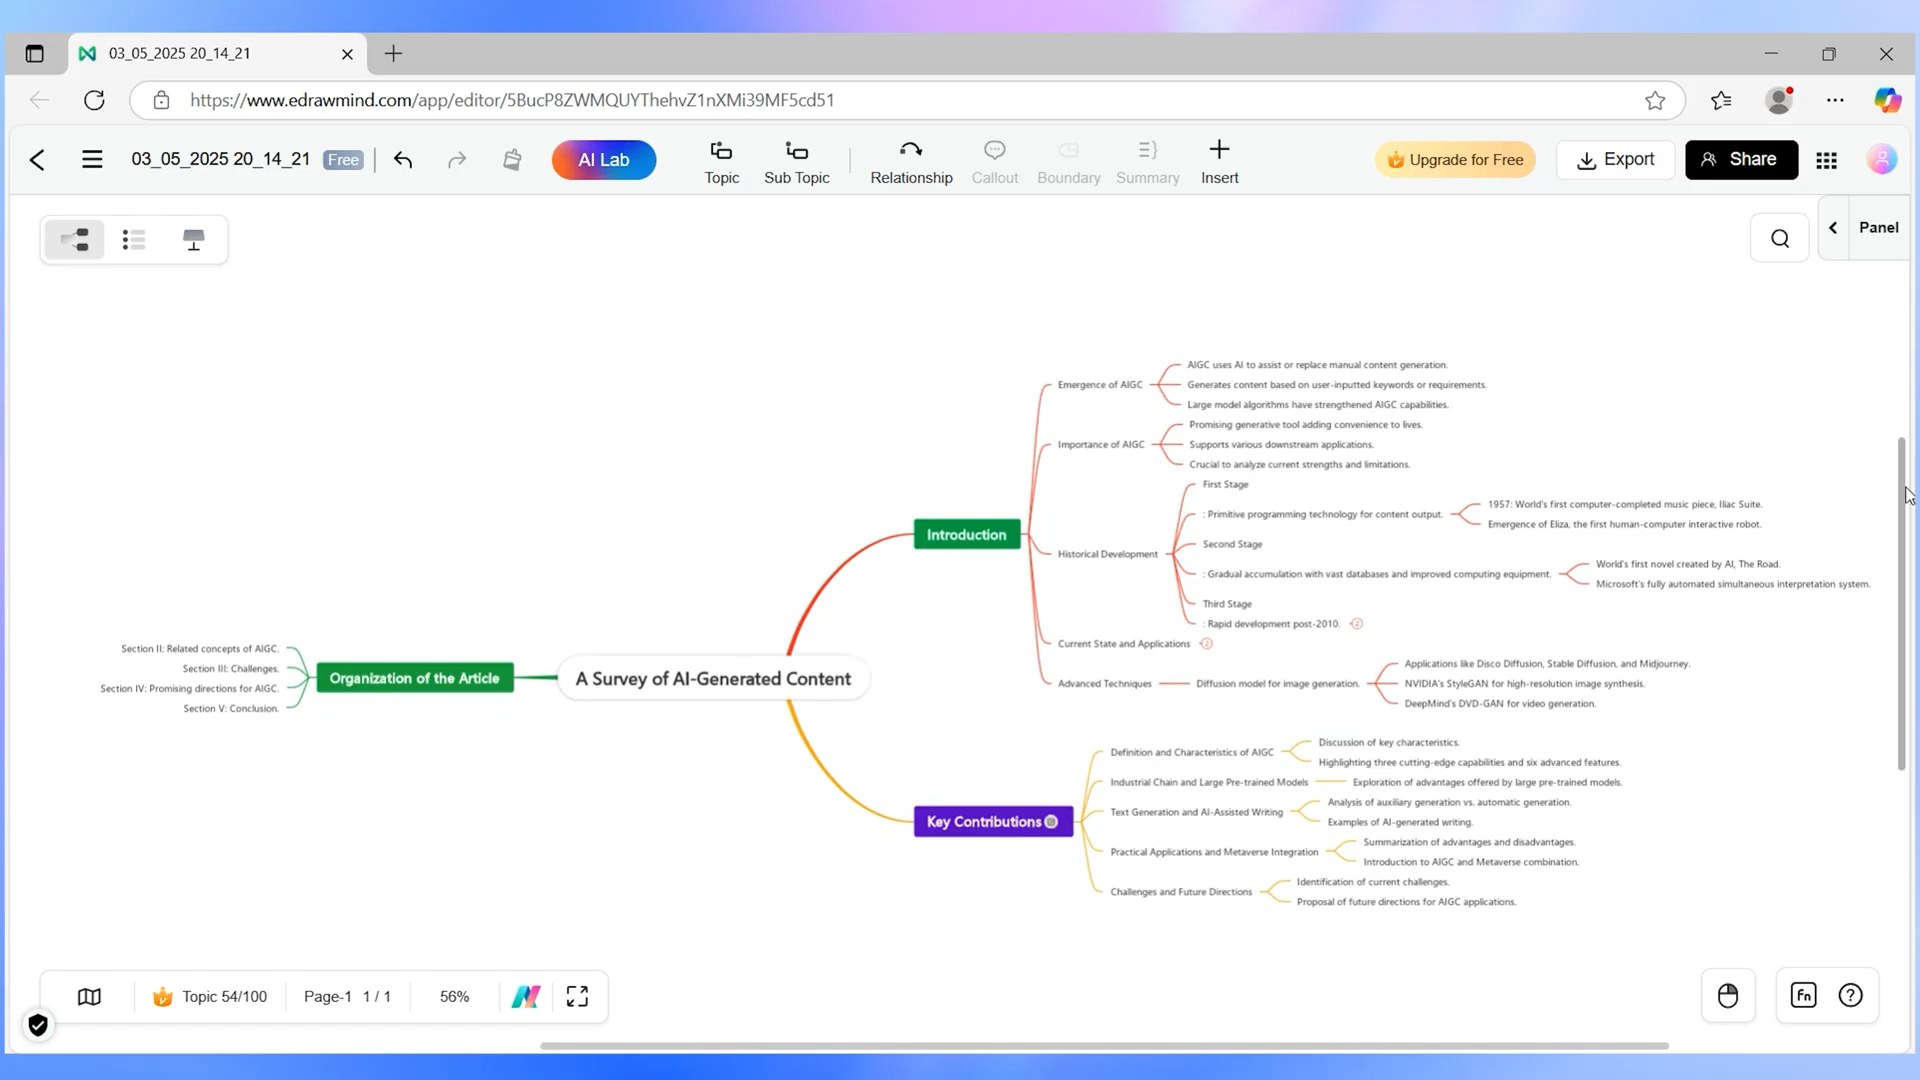 03_05_2025 20_14_21
https://www.edrawmind.com/app/editor/5BucP8ZWMQUYThehvZ1nXMi39MF5cd51
03_05_2025 20_14_21 Free
AI Lab
Topic
Sub Topic
Relationship
Callout
Boundary
Summary
Insert
Upgrade for Free
Export
Share
Panel
A Survey of AI-Generated Content
Introduction
Emergence of AIGC
AIGC uses AI to assist or replace manual content generation.
Generates content based on user-inputted keywords or requirements.
Large model algorithms have strengthened AIGC capabilities.
Importance of AIGC
Promising generative tool adding convenience to lives.
Supports various downstream applications.
Crucial to analyze current strengths and limitations.
Historical Development
First Stage
: Primitive programming technology for content output.
1957: World's first computer-completed music piece, Iliac Suite.
Emergence of Eliza, the first human-computer interactive robot.
Second Stage
: Gradual accumulation with vast databases and improved computing equipment.
World's first novel created by AI, The Road.
Microsoft's fully automated simultaneous interpretation system.
Third Stage
: Rapid development post-2010. 2
Current State and Applications 2
Advanced Techniques
Diffusion model for image generation.
Applications like Disco Diffusion, Stable Diffusion, and Midjourney.
NVIDIA's StyleGAN for high-resolution image synthesis.
DeepMind's DVD-GAN for video generation.
Key Contributions
Definition and Characteristics of AIGC
Discussion of key characteristics.
Highlighting three cutting-edge capabilities and six advanced features.
Industrial Chain and Large Pre-trained Models
Exploration of advantages offered by large pre-trained models.
Text Generation and AI-Assisted Writing
Analysis of auxiliary generation vs. automatic generation.
Examples of AI-generated writing.
Practical Applications and Metaverse Integration
Summarization of advantages and disadvantages.
Introduction to AIGC and Metaverse combination.
Challenges and Future Directions
Identification of current challenges.
Proposal of future directions for AIGC applications.
Organization of the Article
Section II: Related concepts of AIGC.
Section III: Challenges.
Section IV: Promising directions for AIGC.
Section V: Conclusion.
Topic 54/100
Page-1 1 / 1
56%
Fn